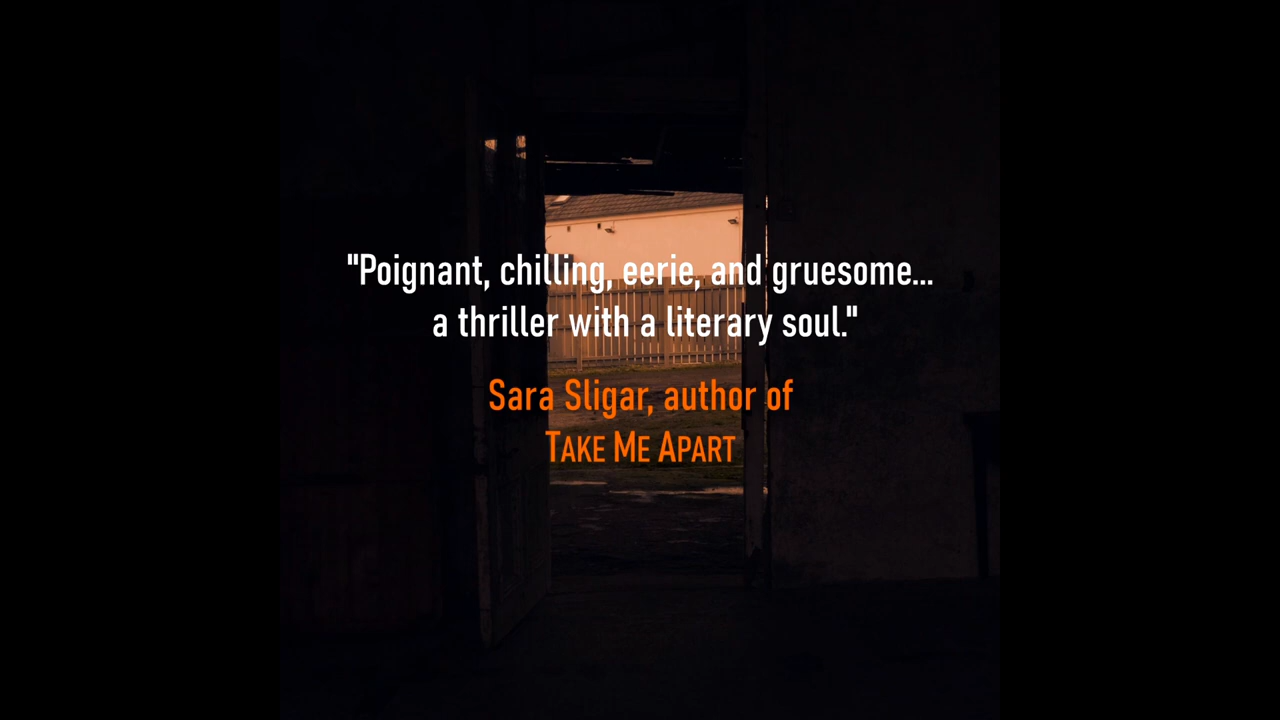 "Poignant, chilling, eerie, and gruesome...
a thriller with a literary soul."
Sara Sligar, author of
TAKE ME APART